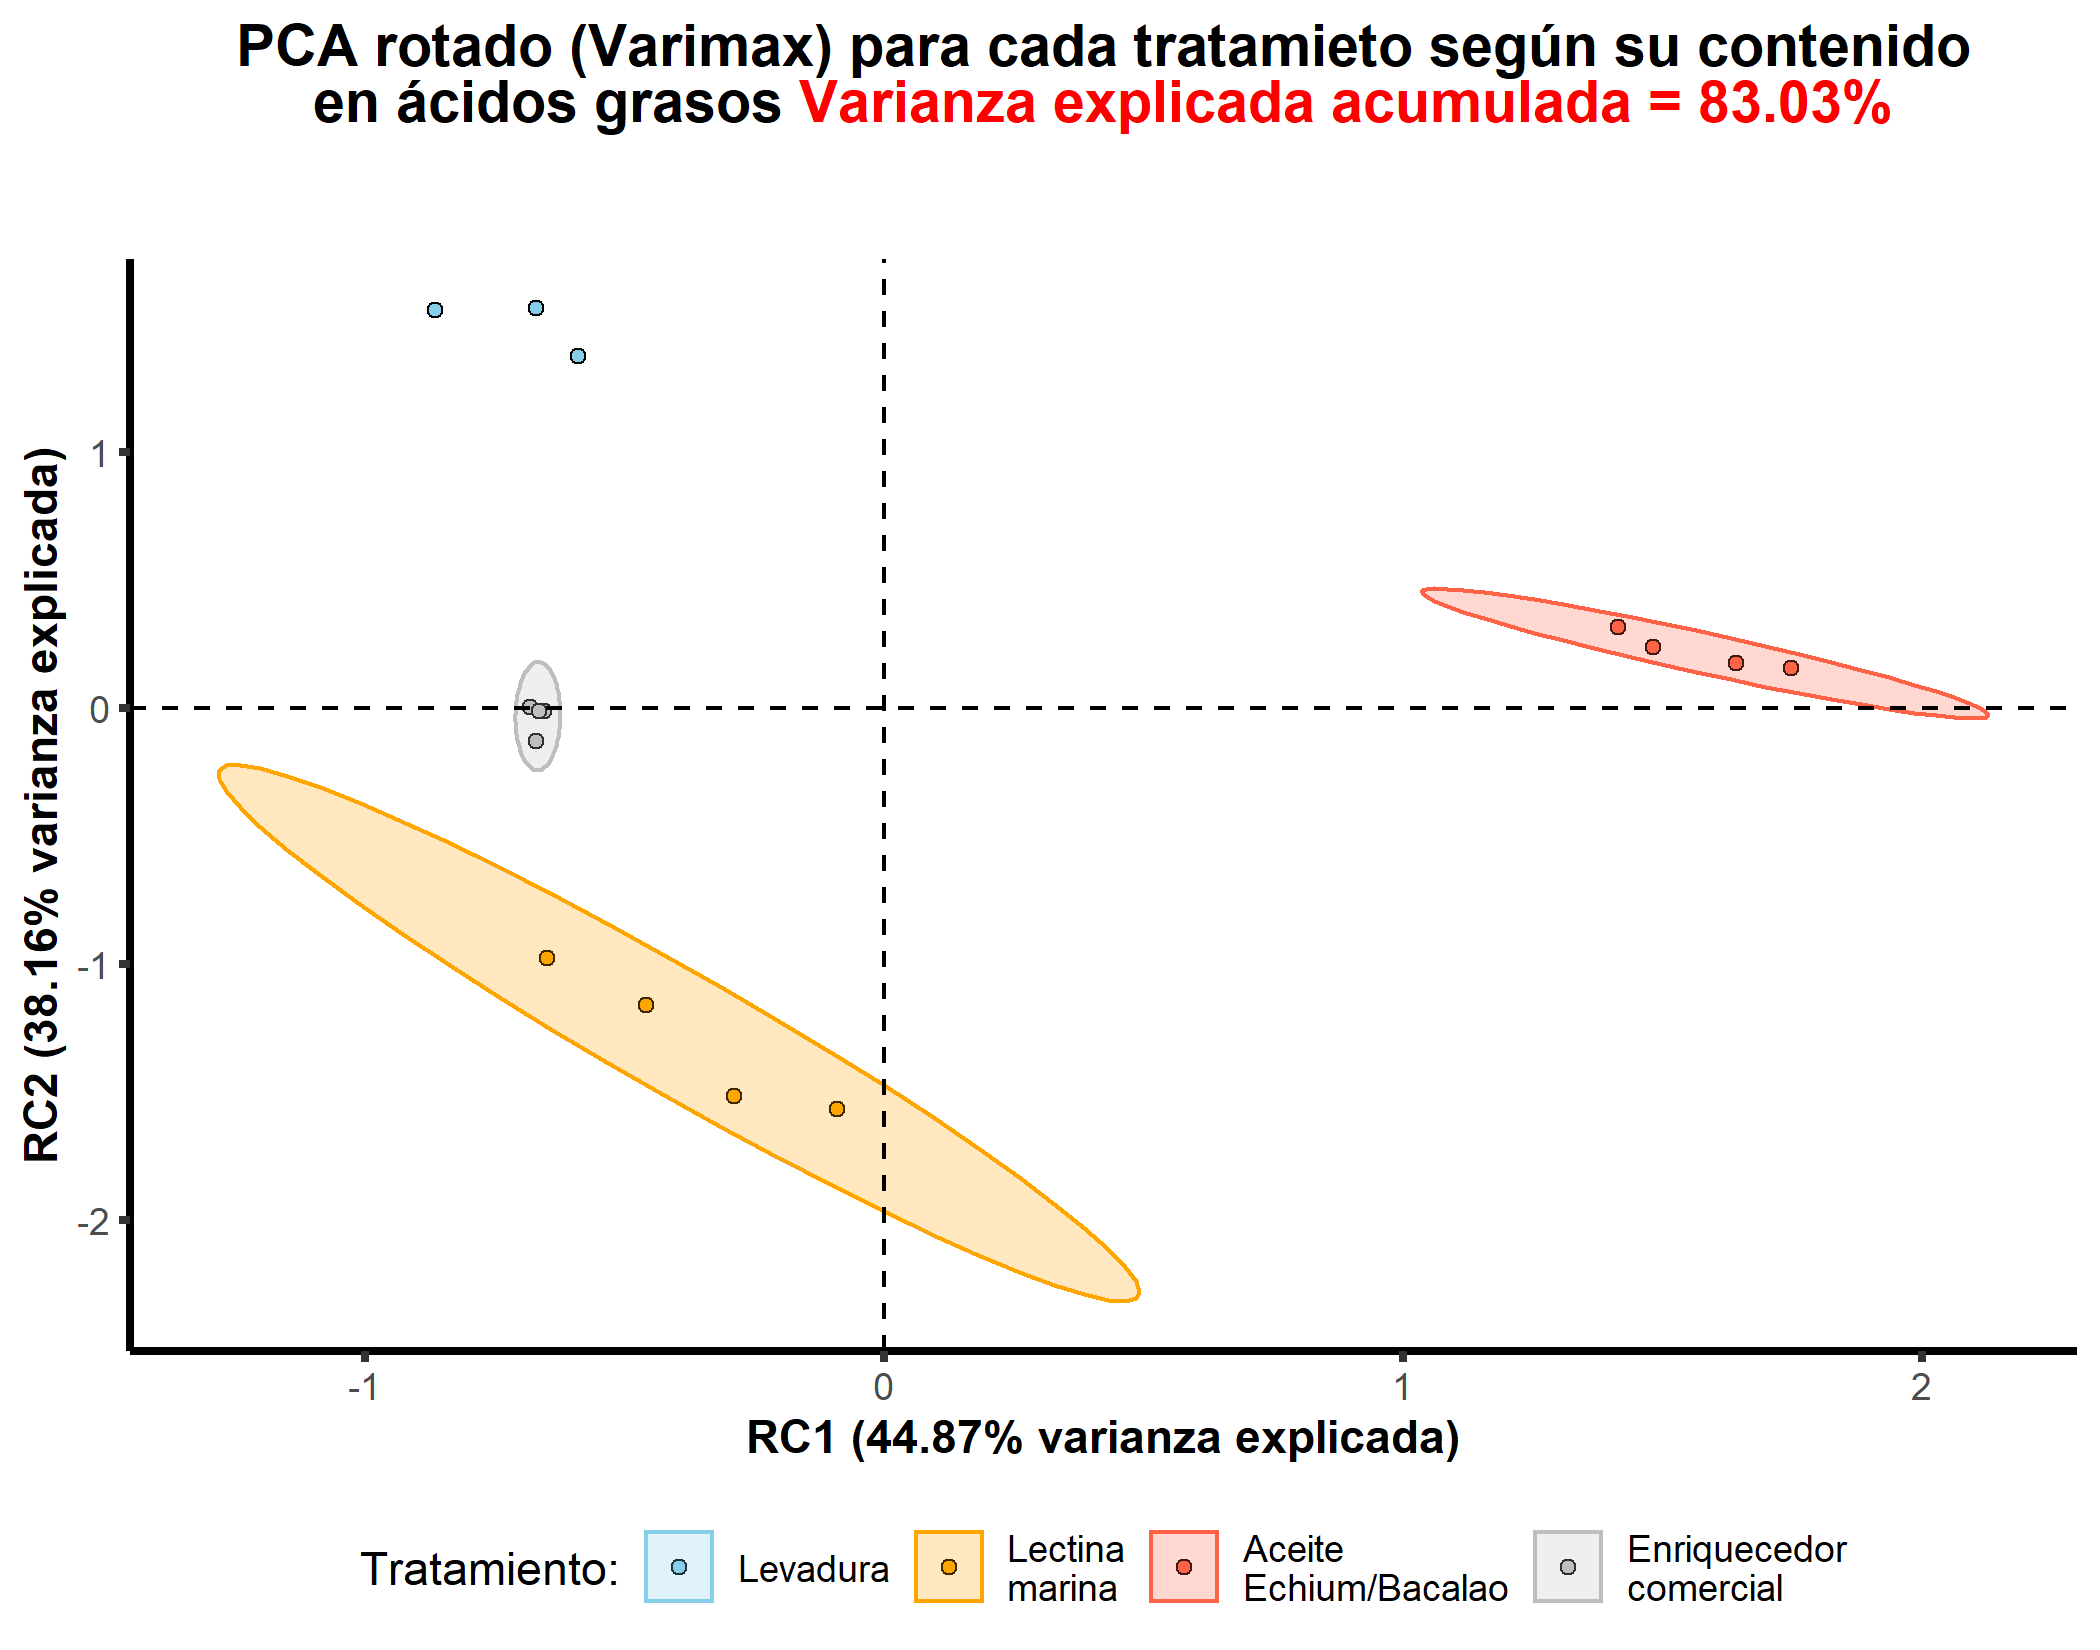 PCA rotado (Varimax) para cada tratamieto según su contenido
en ácidos grasos Varianza explicada acumulada = 83.03%
RC2 (38.16% varianza explicada)
1
0
-1
-2
-1 0 1 2
RC1 (44.87% varianza explicada)
Tratamiento:
Levadura
Lectina
marina
Aceite
Echium/Bacalao
Enriquecedor
comercial